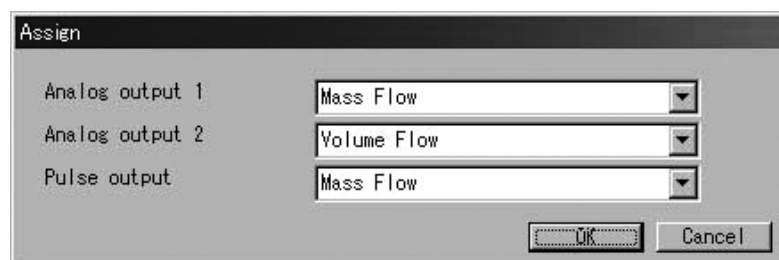 Assign
Analog output 1 Mass Flow
Analog output 2 Volume Flow
Pulse output Mass Flow
OK Cancel